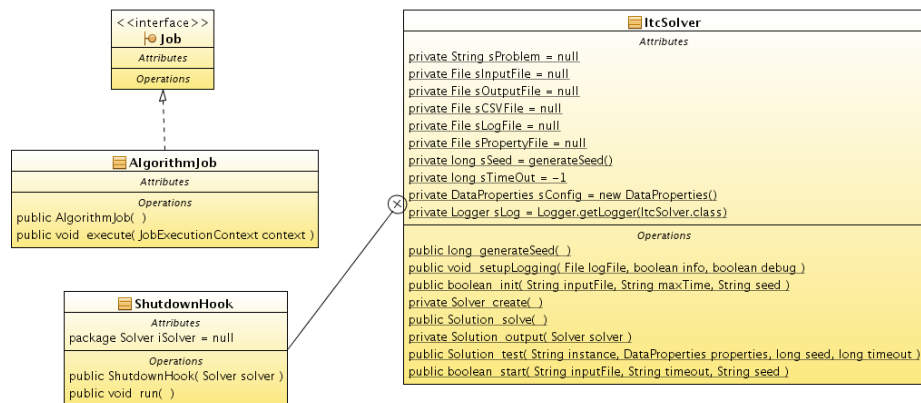 <<interface>>
Job
Attributes
Operations
AlgorithmJob
Attributes
Operations
public AlgorithmJob( )
public void execute( JobExecutionContext context )
ShutdownHook
Attributes
package Solver iSolver = null
Operations
public ShutdownHook( Solver solver )
public void run( )
ItcSolver
Attributes
private String sProblem = null
private File sInputFile = null
private File sOutputFile = null
private File sCSVFile = null
private File sLogFile = null
private File sPropertyFile = null
private long sSeed = generateSeed()
private long sTimeOut = -1
private DataProperties sConfig = new DataProperties()
private Logger sLog = Logger.getLogger(ItcSolver.class)
Operations
public long generateSeed( )
public void setupLogging( File logFile, boolean info, boolean debug )
public boolean init( String inputFile, String maxTime, String seed )
private Solver create( )
public Solution solve( )
private Solution output( Solver solver )
public Solution test( String instance, DataProperties properties, long seed, long timeout )
public boolean start( String inputFile, String timeout, String seed )